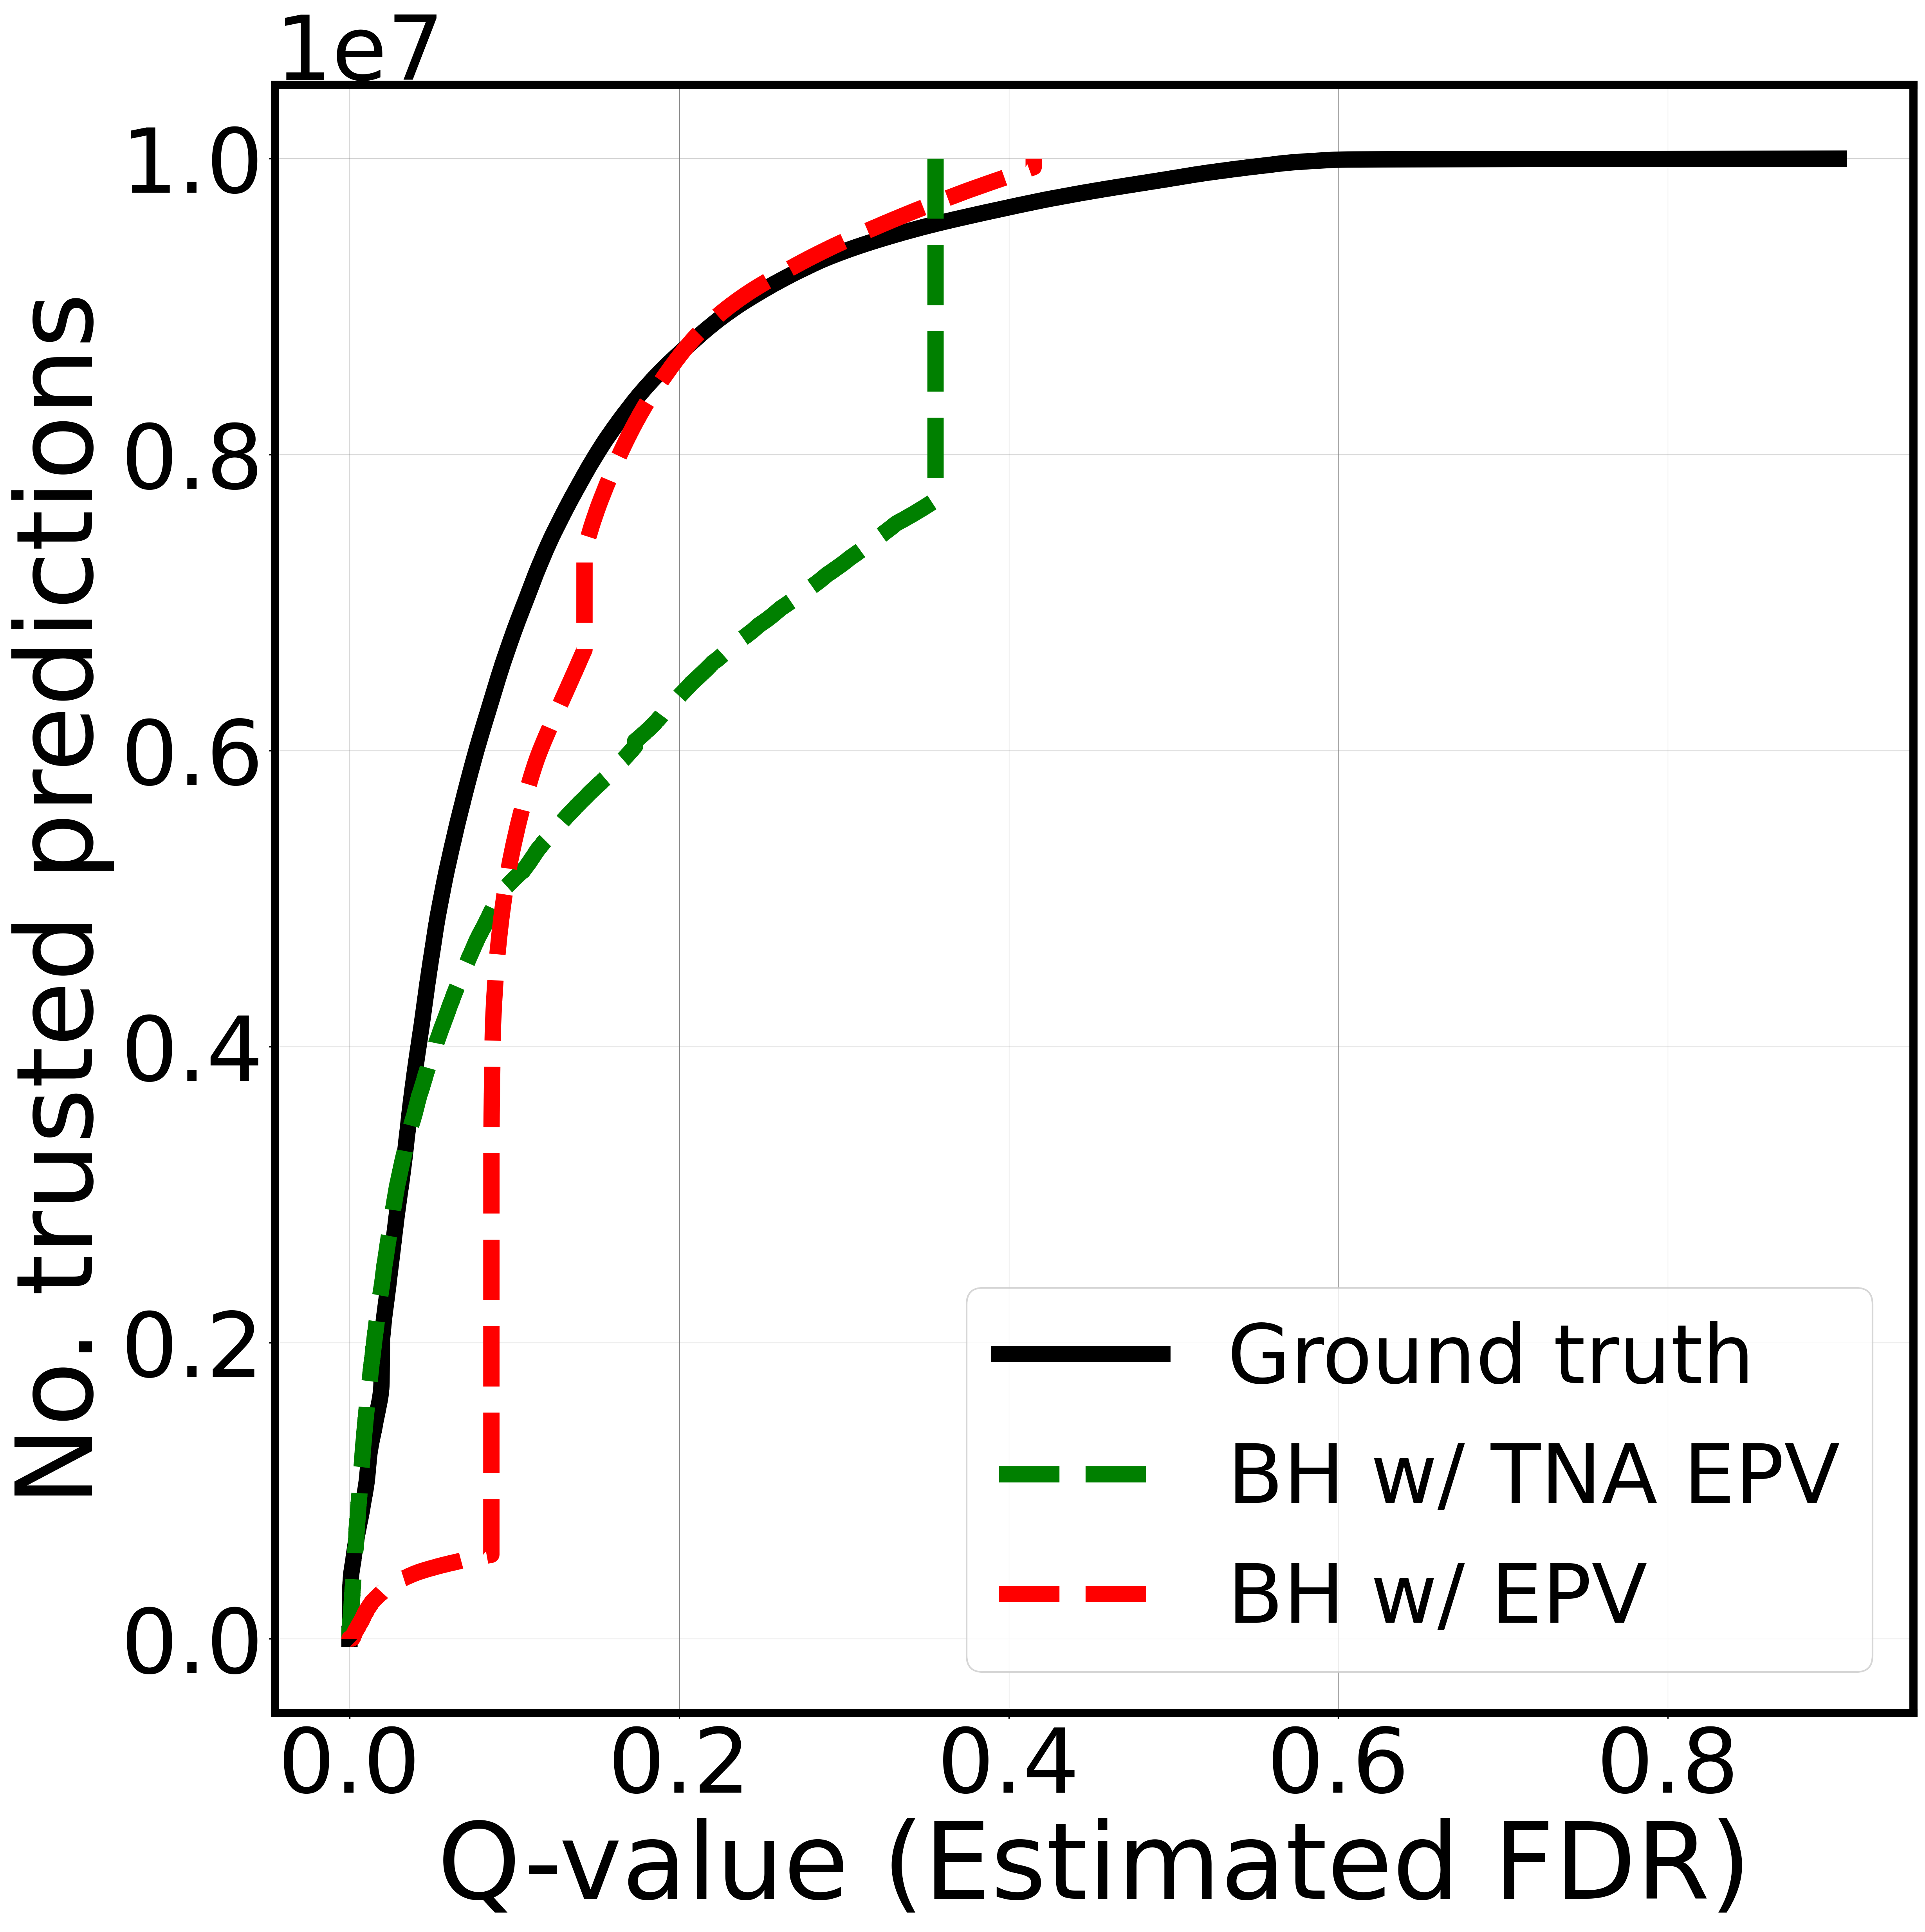 1e7
1.0
0.8
0.6
0.4
0.2
0.0
No. trusted predictions
Ground truth
BH w/ TNA EPV
BH w/ EPV
0.0 0.2 0.4 0.6 0.8
Q-value (Estimated FDR)